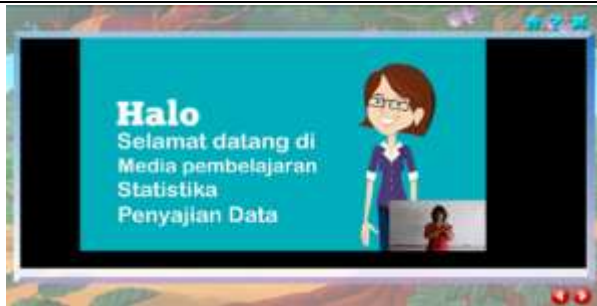 Halo
Selamat datang di
Media pembelajaran
Statistika
Penyajian Data